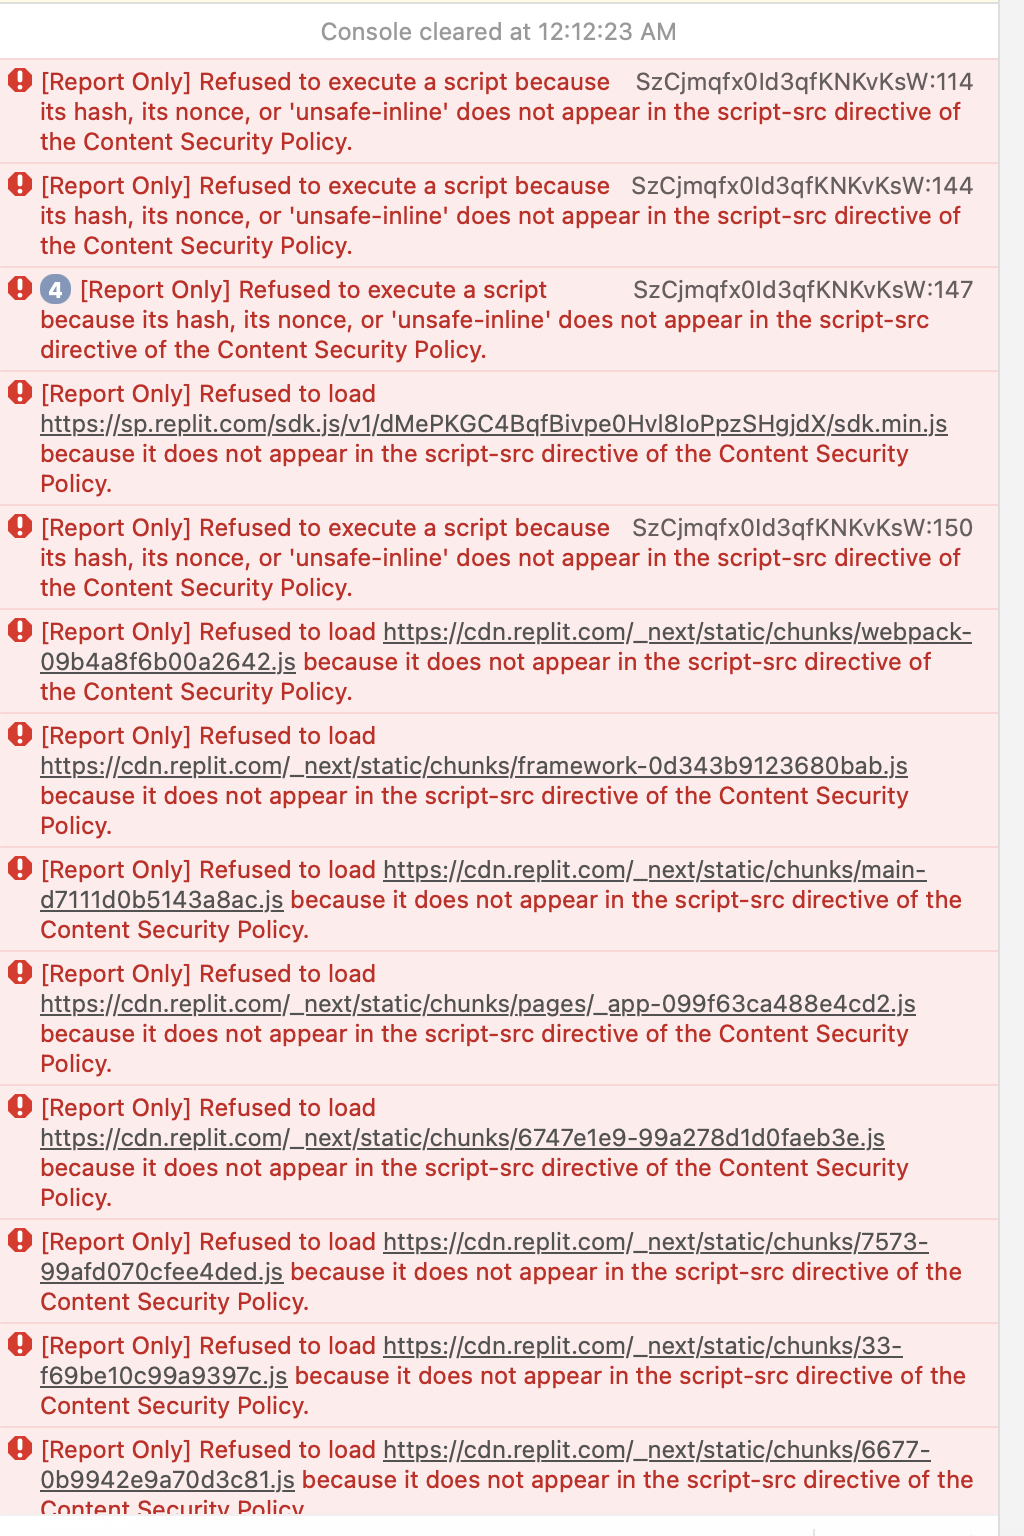 Console cleared at 12:12:23 AM
[Report Only] Refused to execute a script because SzCjmqfx0Id3qfKNKvKsW:114
its hash, its nonce, or 'unsafe-inline' does not appear in the script-src directive of
the Content Security Policy.
[Report Only] Refused to execute a script because SzCjmqfx0Id3qfKNKvKsW:144
its hash, its nonce, or 'unsafe-inline' does not appear in the script-src directive of
the Content Security Policy.
4 [Report Only] Refused to execute a script SzCjmqfx0Id3qfKNKvKsW:147
because its hash, its nonce, or 'unsafe-inline' does not appear in the script-src
directive of the Content Security Policy.
[Report Only] Refused to load
https://sp.replit.com/sdk.js/v1/dMePKGC4BqfBivpe0Hvl8IoPpzSHgjdX/sdk.min.js
because it does not appear in the script-src directive of the Content Security
Policy.
[Report Only] Refused to execute a script because SzCjmqfx0Id3qfKNKvKsW:150
its hash, its nonce, or 'unsafe-inline' does not appear in the script-src directive of
the Content Security Policy.
[Report Only] Refused to load https://cdn.replit.com/_next/static/chunks/webpack-
09b4a8f6b00a2642.js because it does not appear in the script-src directive of
the Content Security Policy.
[Report Only] Refused to load
https://cdn.replit.com/_next/static/chunks/framework-0d343b9123680bab.js
because it does not appear in the script-src directive of the Content Security
Policy.
[Report Only] Refused to load https://cdn.replit.com/_next/static/chunks/main-
d7111d0b5143a8ac.js because it does not appear in the script-src directive of the
Content Security Policy.
[Report Only] Refused to load
https://cdn.replit.com/_next/static/chunks/pages/_app-099f63ca488e4cd2.js
because it does not appear in the script-src directive of the Content Security
Policy.
[Report Only] Refused to load
https://cdn.replit.com/_next/static/chunks/6747e1e9-99a278d1d0faeb3e.js
because it does not appear in the script-src directive of the Content Security
Policy.
[Report Only] Refused to load https://cdn.replit.com/_next/static/chunks/7573-
99afd070cfee4ded.js because it does not appear in the script-src directive of the
Content Security Policy.
[Report Only] Refused to load https://cdn.replit.com/_next/static/chunks/33-
f69be10c99a9397c.js because it does not appear in the script-src directive of the
Content Security Policy.
[Report Only] Refused to load https://cdn.replit.com/_next/static/chunks/6677-
0b9942e9a70d3c81.js because it does not appear in the script-src directive of the
Content Security Policy